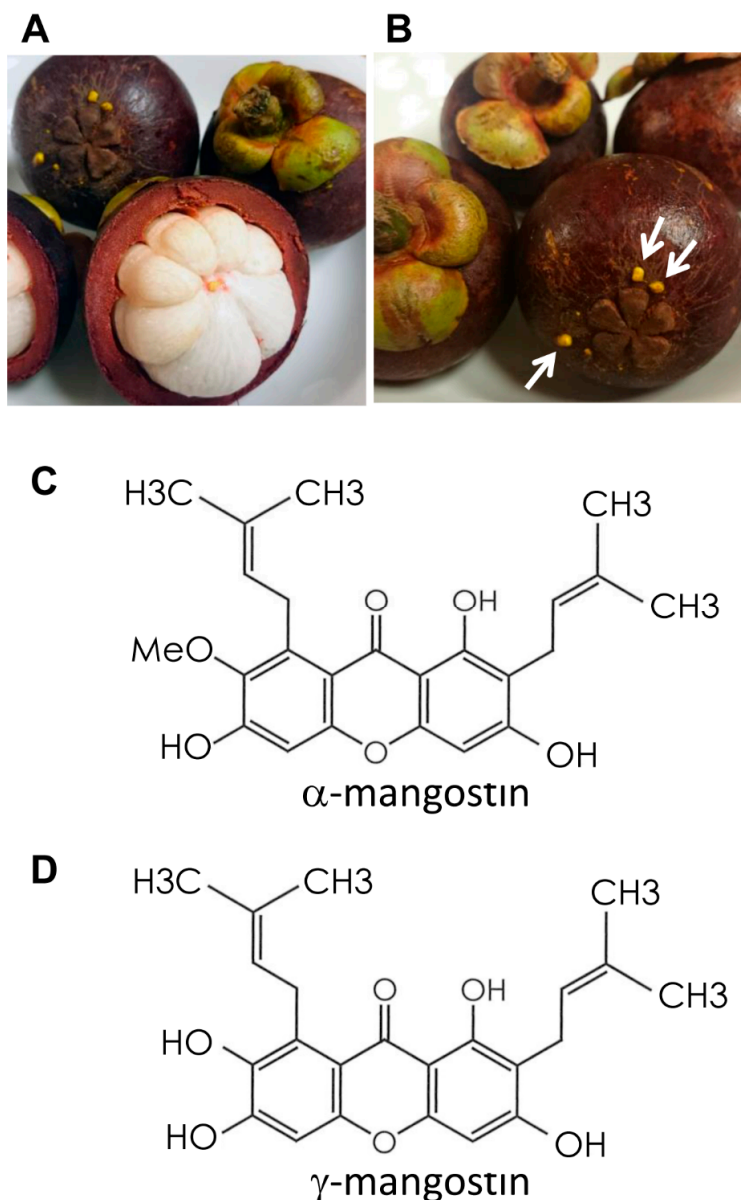 A
B
C
H3C CH3
CH3
O OH
CH3
MeO
HO O OH
α-mangostin
D
H3C CH3
CH3
O OH
CH3
HO
HO O OH
γ-mangostin